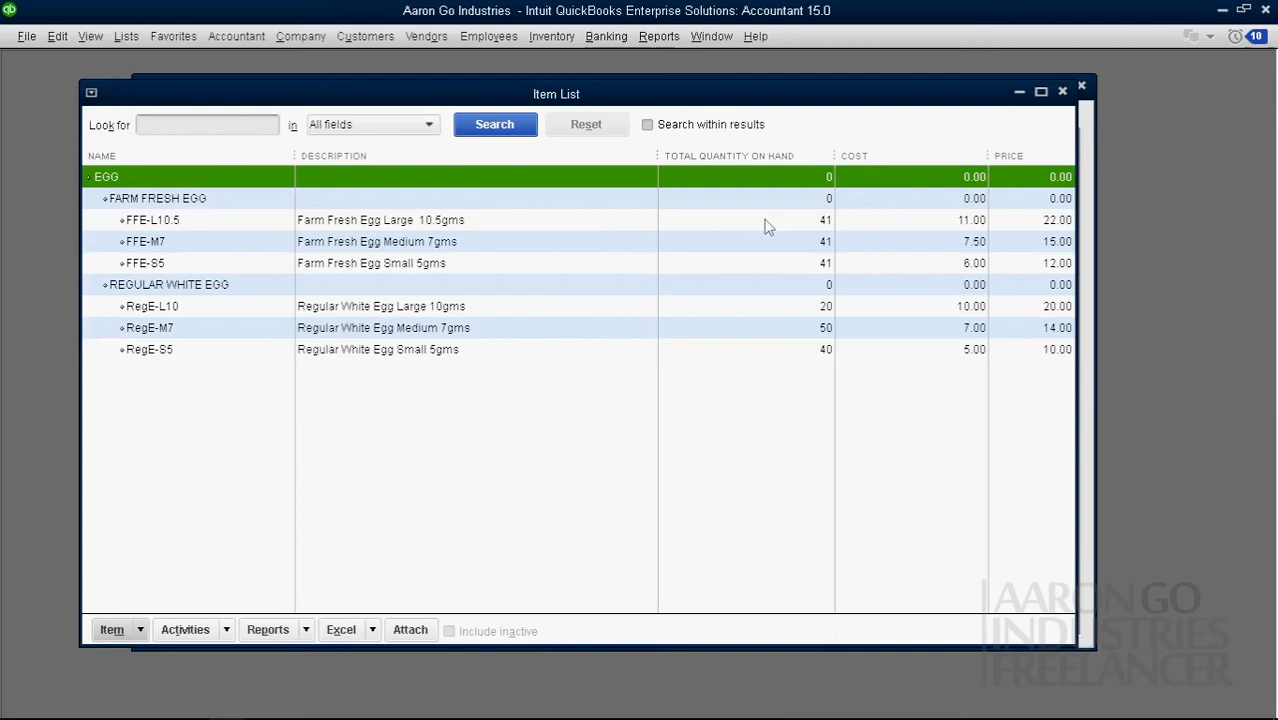 qb Aaron Go Industries - Intuit QuickBooks Enterprise Solutions: Accountant 15.0
File Edit View Lists Favorites Accountant Company Customers Vendors Employees Inventory Banking Reports Window Help 10
Item List
Look for in All fields Search Reset Search within results
NAME DESCRIPTION TOTAL QUANTITY ON HAND COST PRICE
EGG 0 0.00 0.00
FARM FRESH EGG 0 0.00 0.00
FFE-L10.5 Farm Fresh Egg Large 10.5gms 41 11.00 22.00
FFE-M7 Farm Fresh Egg Medium 7gms 41 7.50 15.00
FFE-S5 Farm Fresh Egg Small 5gms 41 6.00 12.00
REGULAR WHITE EGG 0 0.00 0.00
RegE-L10 Regular White Egg Large 10gms 20 10.00 20.00
RegE-M7 Regular White Egg Medium 7gms 50 7.00 14.00
RegE-S5 Regular White Egg Small 5gms 40 5.00 10.00
Item Activities Reports Excel Attach Include inactive
AARON GO
INDUSTRIES
FREELANCER